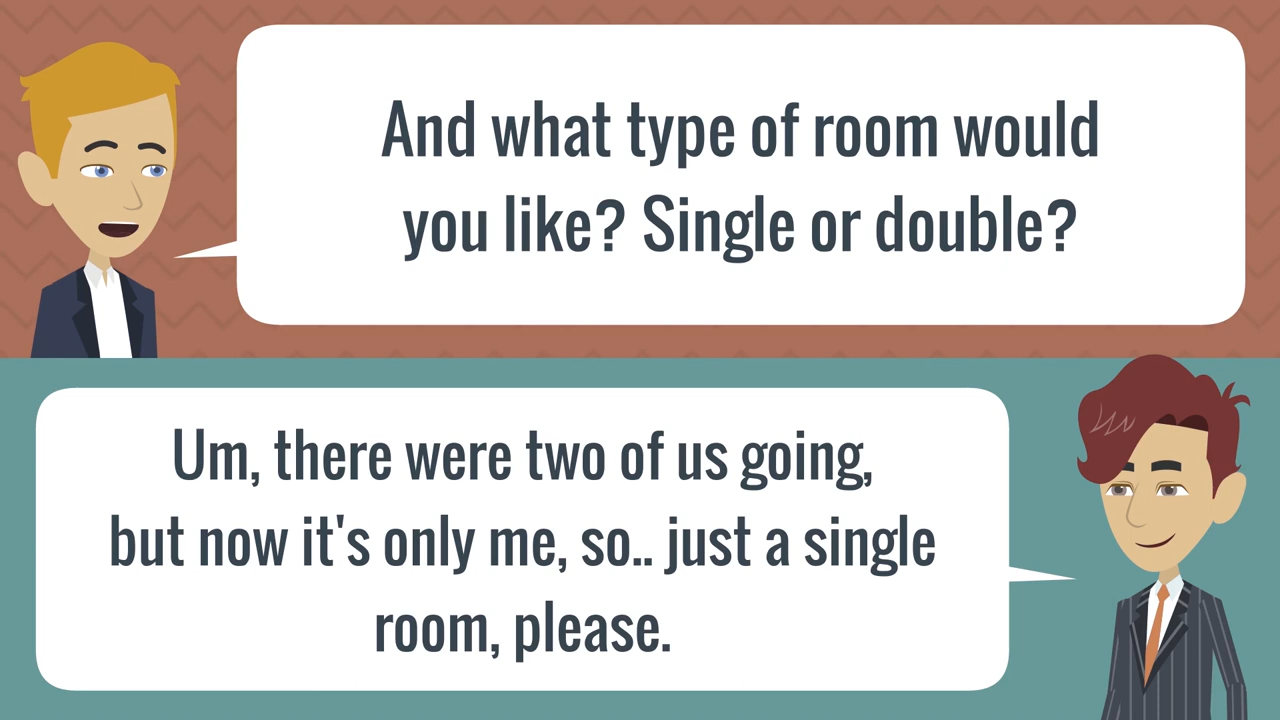 And what type of room would
you like? Single or double?
Um, there were two of us going,
but now it's only me, so.. just a single
room, please.